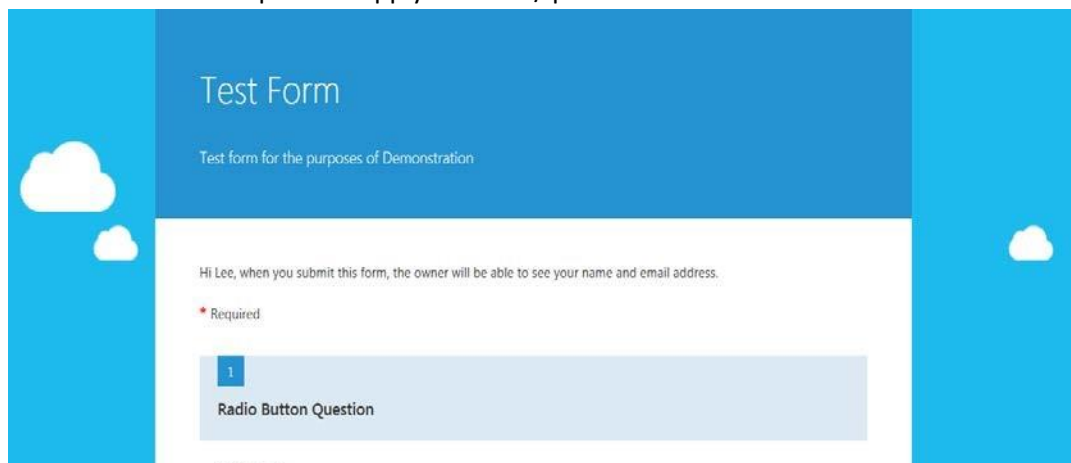 Test Form
Test form for the purposes of Demonstration
Hi Lee, when you submit this form, the owner will be able to see your name and email address.
* Required
1
Radio Button Question